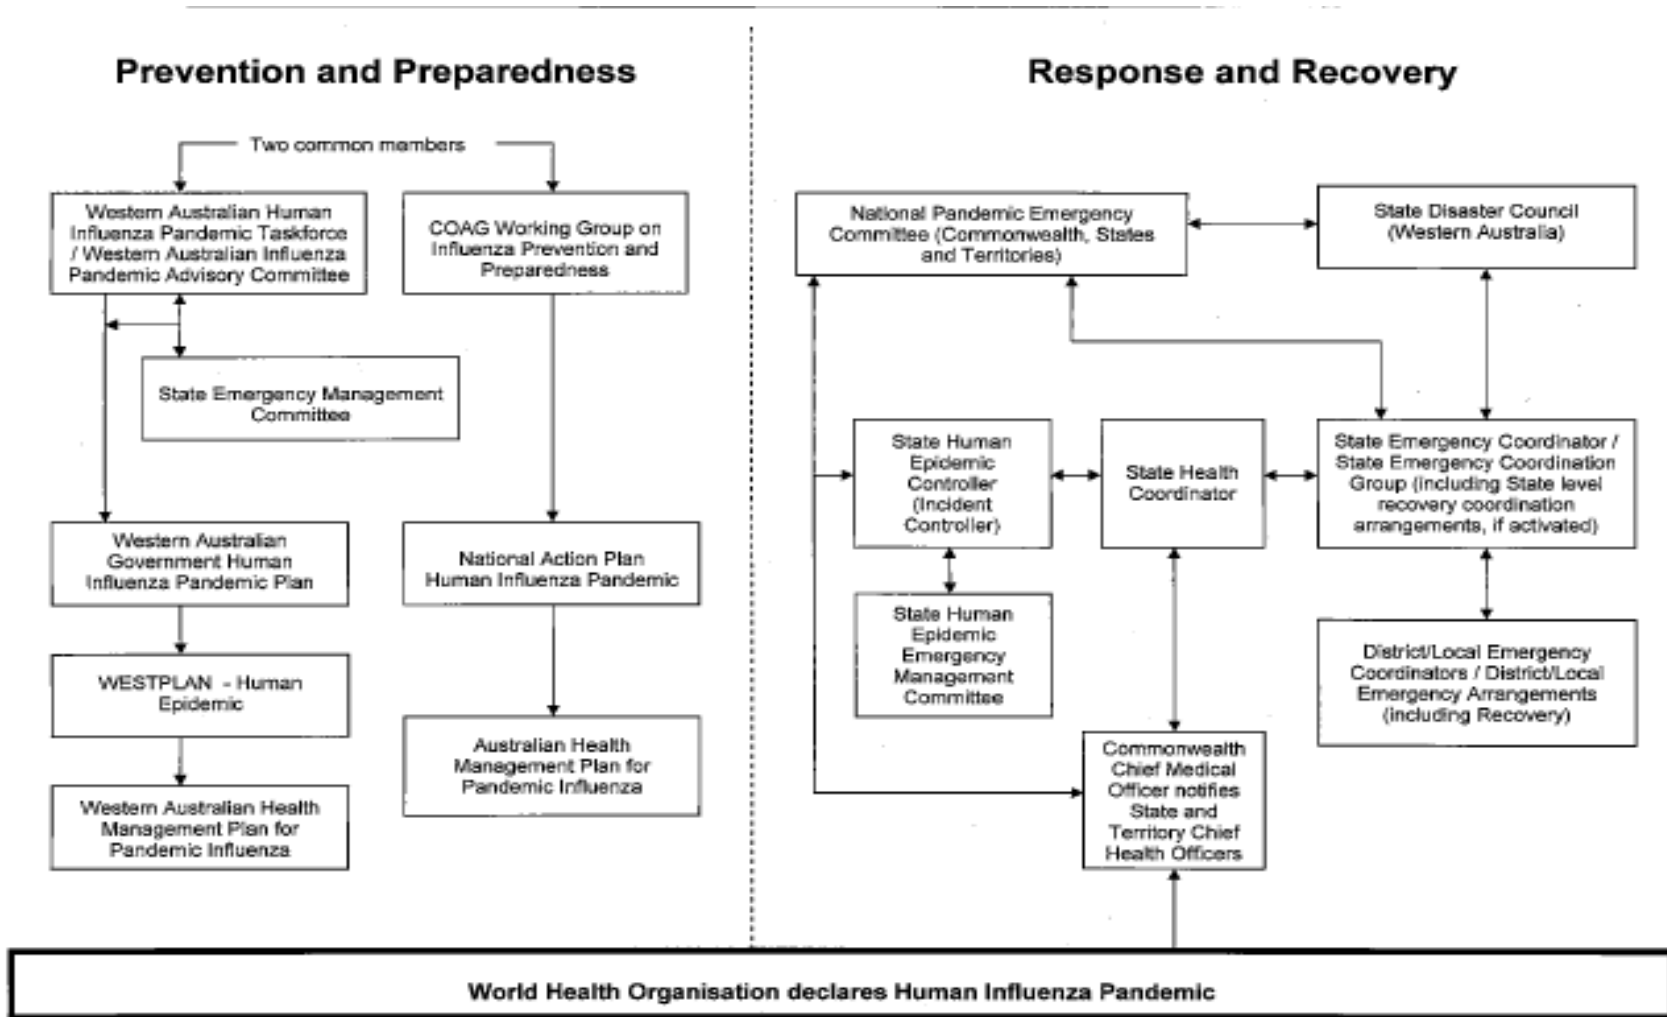 Prevention and Preparedness
Two common members
Western Australian Human
Influenza Pandemic Taskforce
/ Western Australian Influenza
Pandemic Advisory Committee
COAG Working Group on
Influenza Prevention and
Preparedness
State Emergency Management
Committee
Western Australian
Government Human
Influenza Pandemic Plan
National Action Plan
Human Influenza Pandemic
WESTPLAN - Human
Epidemic
Australian Health
Management Plan for
Pandemic Influenza
Western Australian Health
Management Plan for
Pandemic Influenza
Response and Recovery
National Pandemic Emergency
Committee (Commonwealth, States
and Territories)
State Disaster Council
(Western Australia)
State Human
Epidemic
Controller
(Incident
Controller)
State Health
Coordinator
State Emergency Coordinator /
State Emergency Coordination
Group (including State level
recovery coordination
arrangements, if activated)
State Human
Epidemic
Emergency
Management
Committee
District/Local Emergency
Coordinators / District/Local
Emergency Arrangements
(including Recovery)
Commonwealth
Chief Medical
Officer notifies
State and
Territory Chief
Health Officers
World Health Organisation declares Human Influenza Pandemic